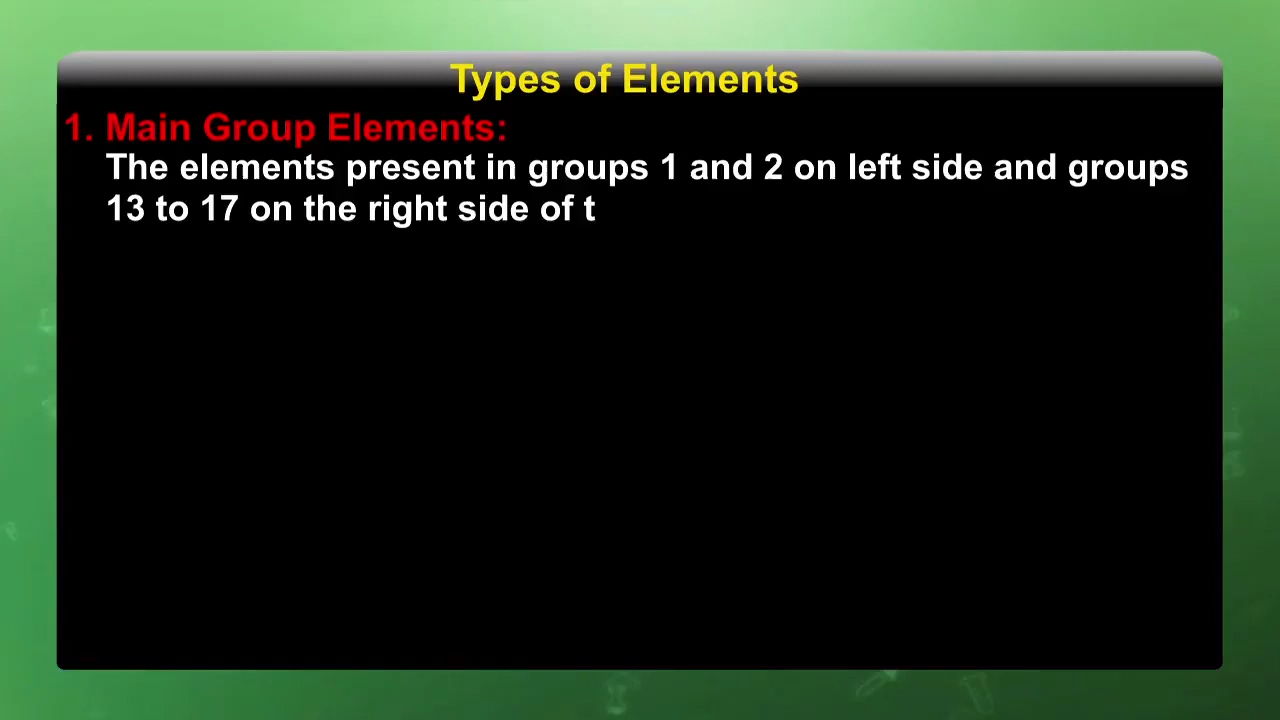 Types of Elements
1. Main Group Elements:
The elements present in groups 1 and 2 on left side and groups
13 to 17 on the right side of t